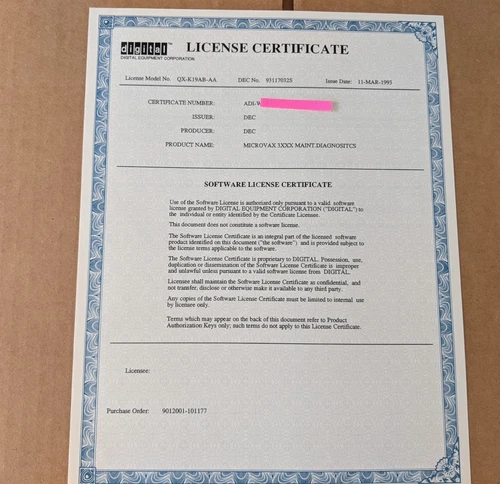 digital™ LICENSE CERTIFICATE
DIGITAL EQUIPMENT CORPORATION
License Model No. QX-K19AB-AA DEC No. 931170325 Issue Date: 11-MAR-1993
CERTIFICATE NUMBER: ADI-W
ISSUER: DEC
PRODUCER: DEC
PRODUCT NAME: MICROVAX 3XXX MAINT.DIAGNOSITCS
SOFTWARE LICENSE CERTIFICATE
Use of the Software License is authorized only pursuant to a valid software
license granted by DIGITAL EQUIPMENT CORPORATION ("DIGITAL") to
the individual or entity identified by the Certificate Licensee.
This document does not constitute a software license.
The Software License Certificate is an integral part of the licensed software
product identified on this document ("the software") and is provided subject to
the license terms applicable to the software.
The Software License Certificate is proprietary to DIGITAL. Possession, use,
duplication or dissemination of the Software License Certificate is improper
and unlawful unless pursuant to a valid software license from DIGITAL.
Licensee shall maintain the Software License Certificate as confidential, and
not transfer, disclose or otherwise make it available to any third party.
Any copies of the Software License Certificate must be limited to internal use
by licensee only.
Terms which may appear on the back of this document refer to Product
Authorization Keys only; such terms do not apply to this License Certificate.
Licensee:
Purchase Order: 9012001-101177